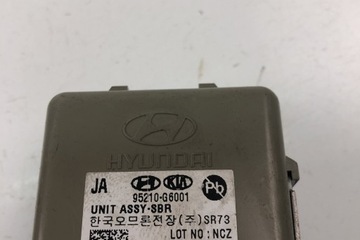 HYUNDAI
JA KIA Pb
95210-G6001
UNIT ASSY-SBR
한국오므론전장(주)SR73
LOT NO: NCZ